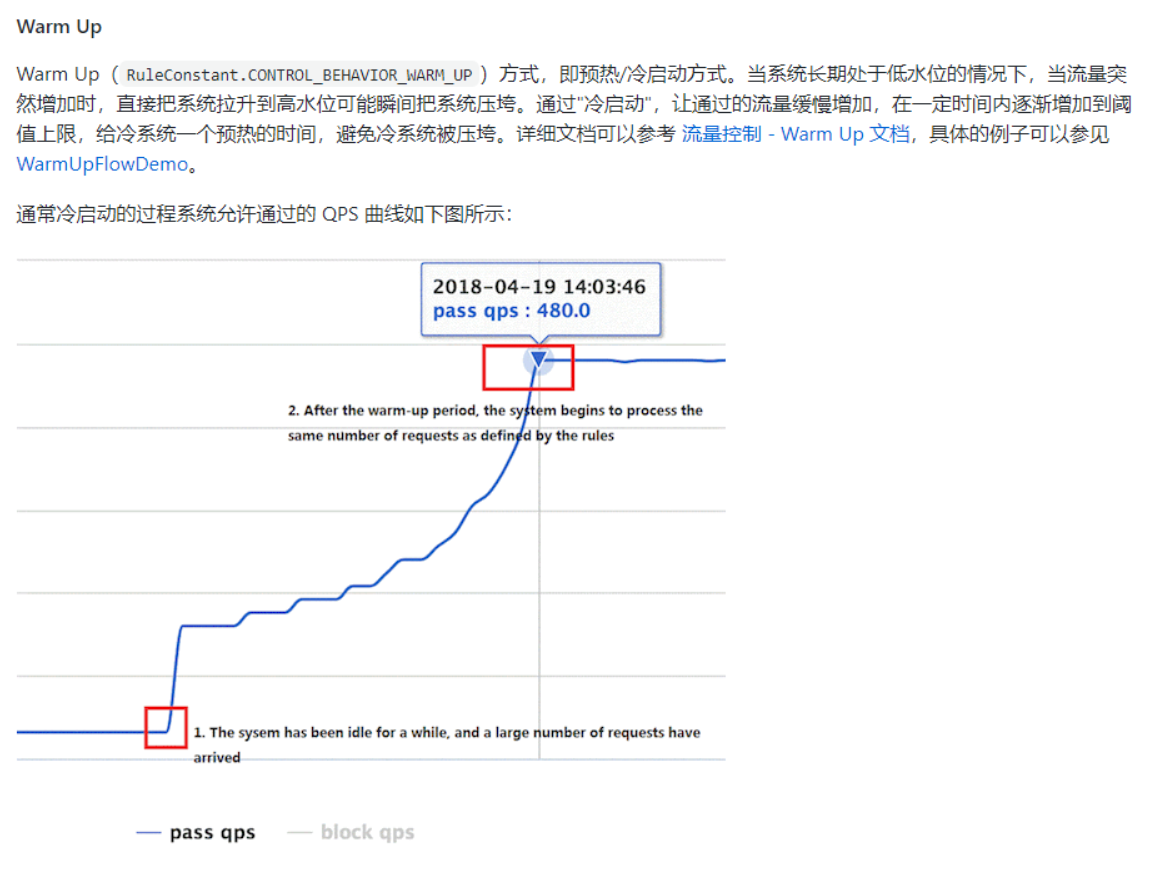 Warm Up
Warm Up（RuleConstant.CONTROL_BEHAVIOR_WARM_UP）方式，即预热/冷启动方式。当系统长期处于低水位的情况下，当流量突
然增加时，直接把系统拉升到高水位可能瞬间把系统压垮。通过"冷启动"，让通过的流量缓慢增加，在一定时间内逐渐增加到阈
值上限，给冷系统一个预热的时间，避免冷系统被压垮。详细文档可以参考 流量控制 - Warm Up 文档，具体的例子可以参见
WarmUpFlowDemo。
通常冷启动的过程系统允许通过的 QPS 曲线如下图所示：
2018-04-19 14:03:46
pass qps : 480.0
2. After the warm-up period, the system begins to process the
same number of requests as defined by the rules
1. The sysem has been idle for a while, and a large number of requests have
arrived
pass qps
block qps